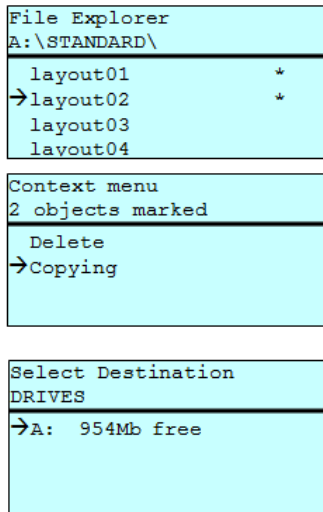 File Explorer
A:\STANDARD\
layout01 *
→layout02 *
layout03
layout04
Context menu
2 objects marked
Delete
→Copying
Select Destination
DRIVES
→A: 954Mb free